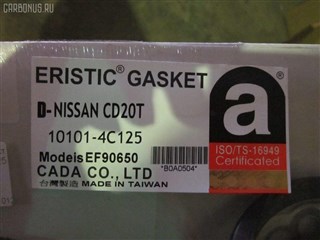 CARBONUS.RU
ERISTIC® GASKET
D-NISSAN CD20T
10101-4C125
Modeis EF90650
*B0A0504*
CADA CO., LTD
台灣製造 MADE IN TAIWAN
a
ISO/TS-16949
Certificated